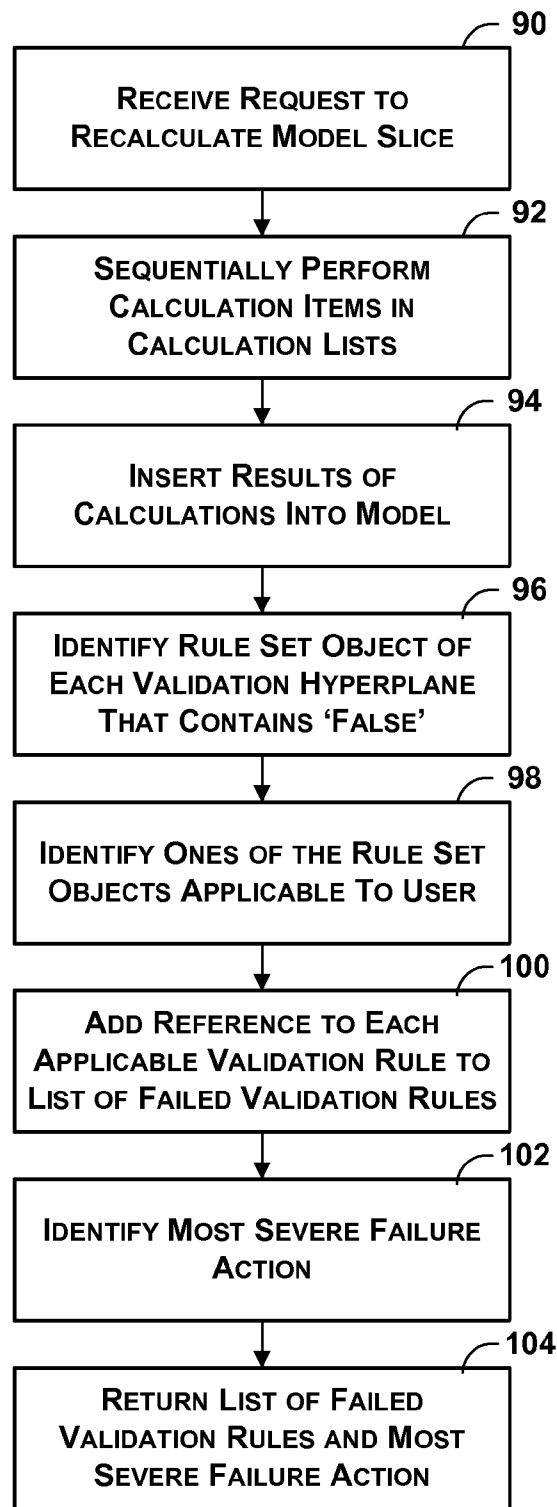 90
RECEIVE REQUEST TO
RECALCULATE MODEL SLICE
92
SEQUENTIALLY PERFORM
CALCULATION ITEMS IN
CALCULATION LISTS
94
INSERT RESULTS OF
CALCULATIONS INTO MODEL
96
IDENTIFY RULE SET OBJECT OF
EACH VALIDATION HYPERPLANE
THAT CONTAINS ‘FALSE’
98
IDENTIFY ONES OF THE RULE SET
OBJECTS APPLICABLE TO USER
100
ADD REFERENCE TO EACH
APPLICABLE VALIDATION RULE TO
LIST OF FAILED VALIDATION RULES
102
IDENTIFY MOST SEVERE FAILURE
ACTION
104
RETURN LIST OF FAILED
VALIDATION RULES AND MOST
SEVERE FAILURE ACTION